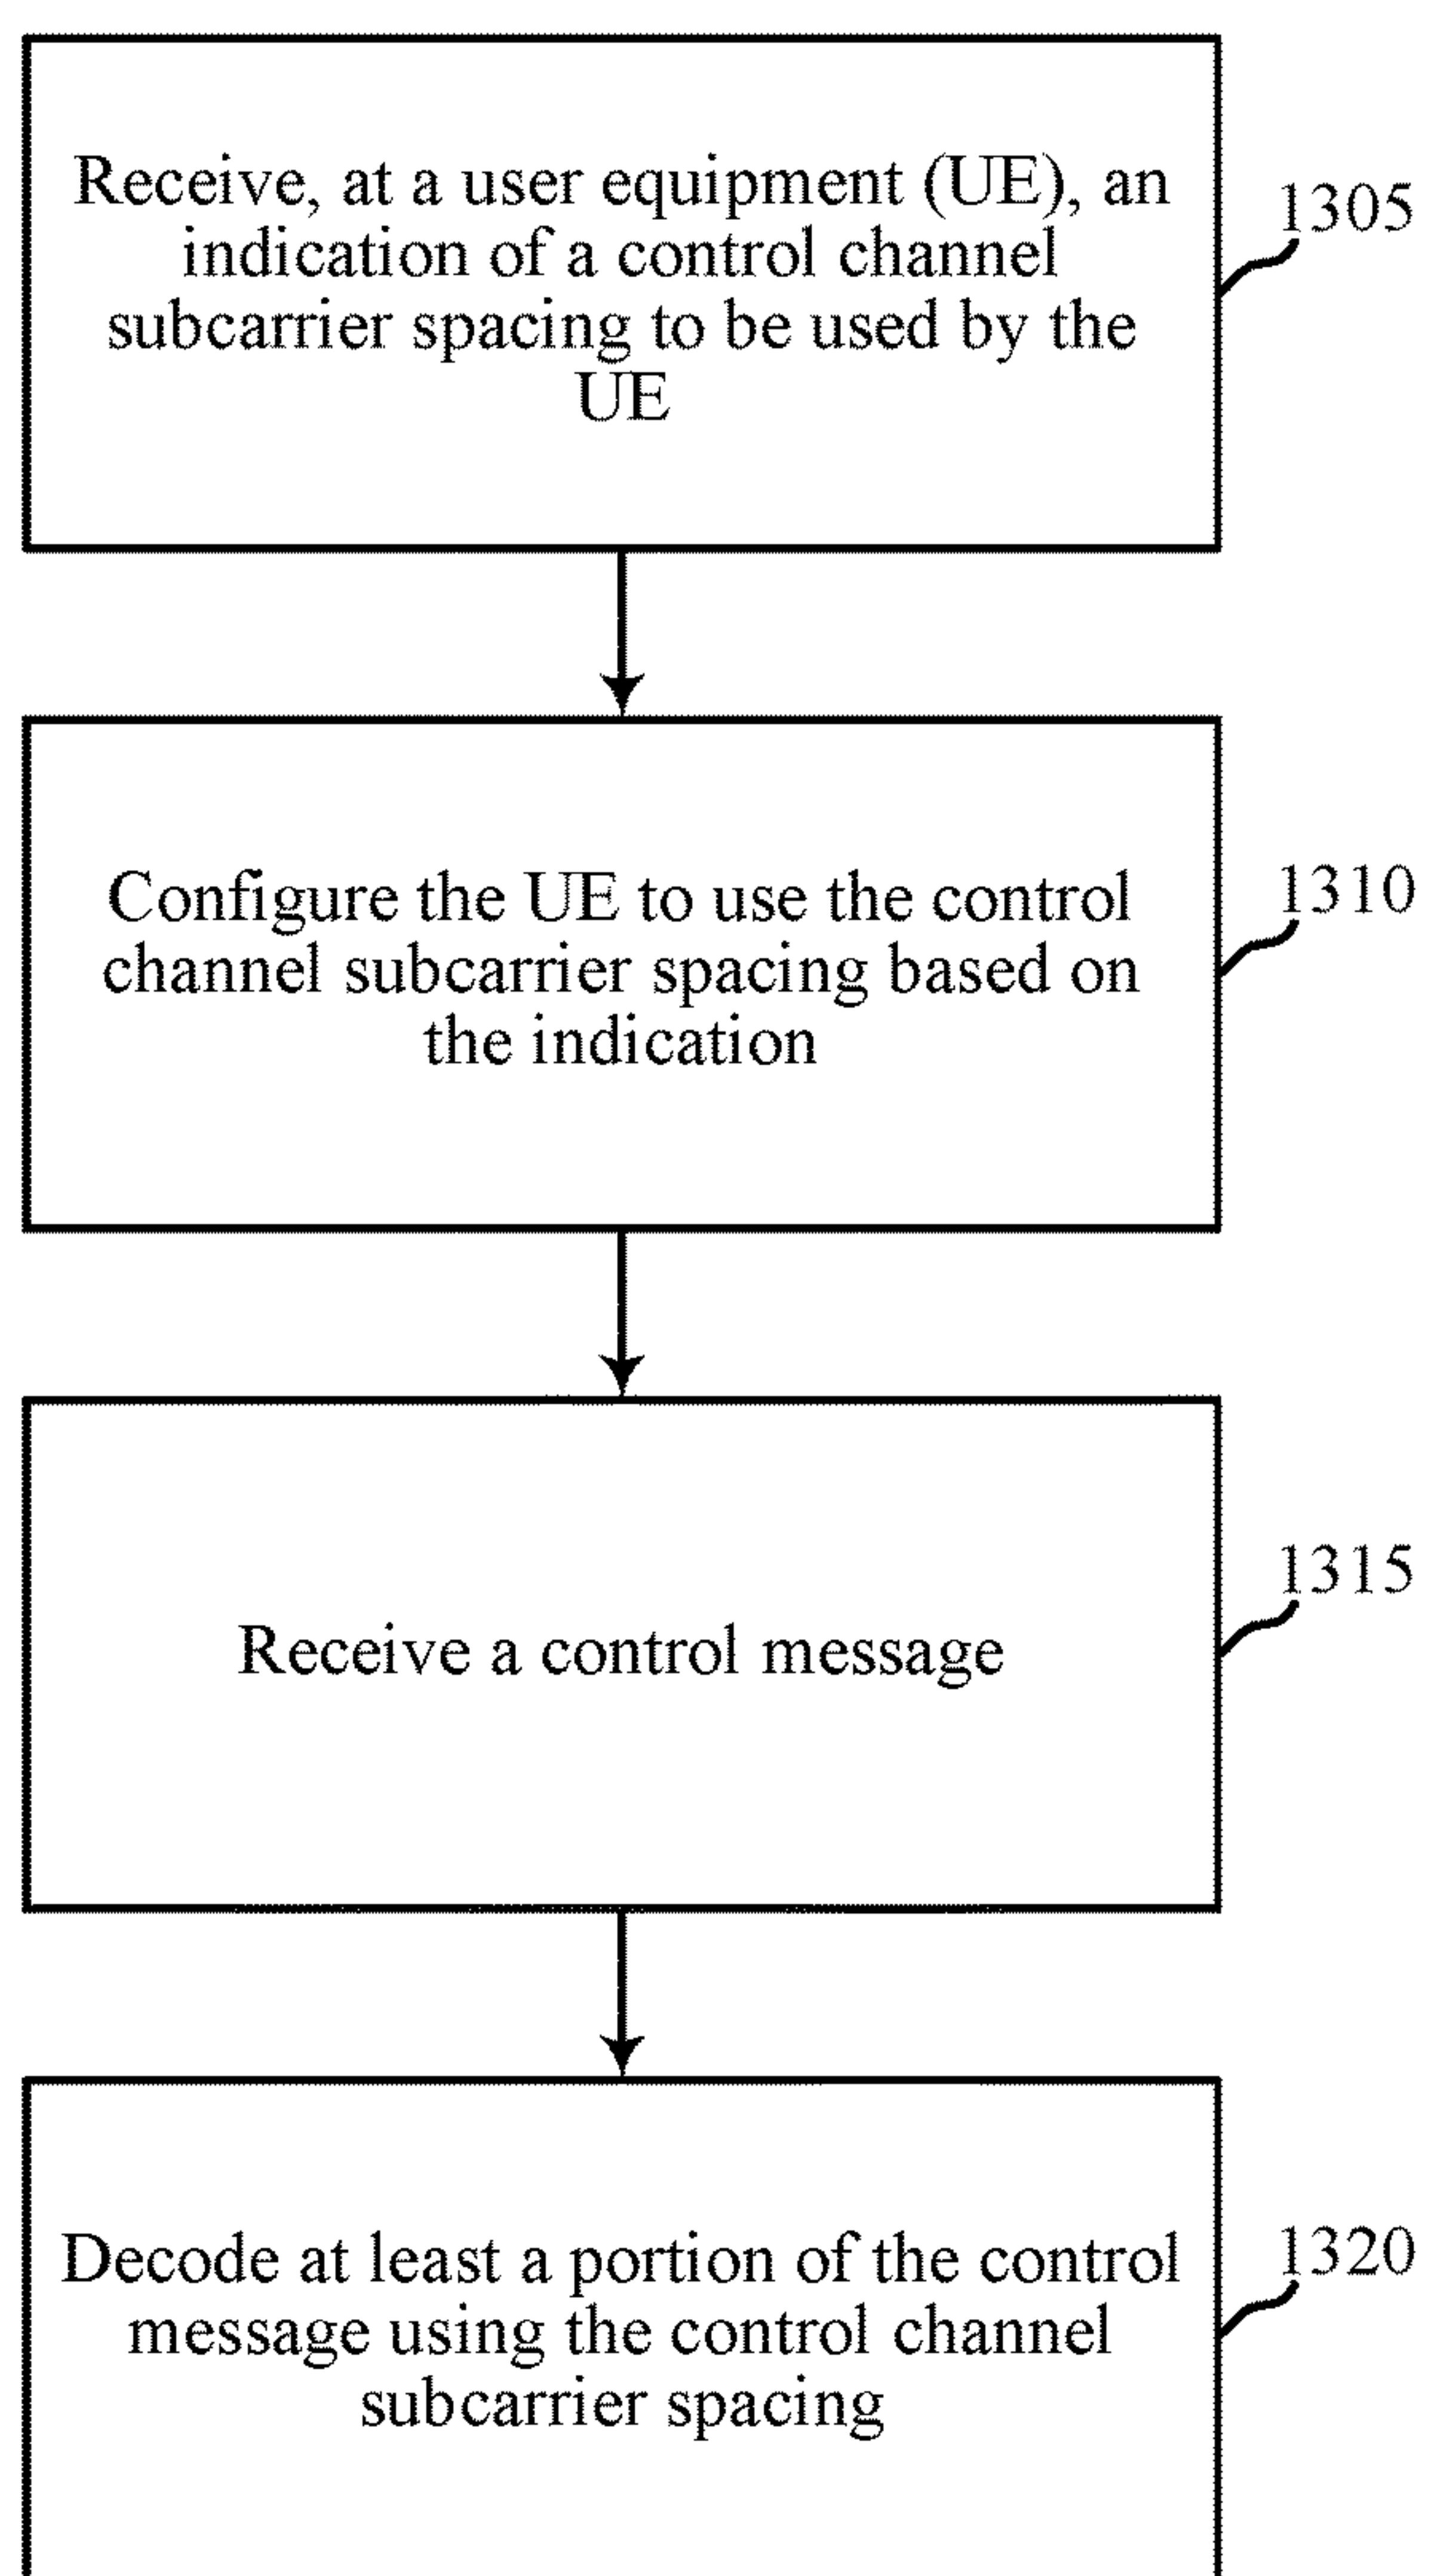 Receive, at a user equipment (UE), an
indication of a control channel
subcarrier spacing to be used by the
UE
1305
Configure the UE to use the control
channel subcarrier spacing based on
the indication
1310
Receive a control message
1315
Decode at least a portion of the control
message using the control channel
subcarrier spacing
1320